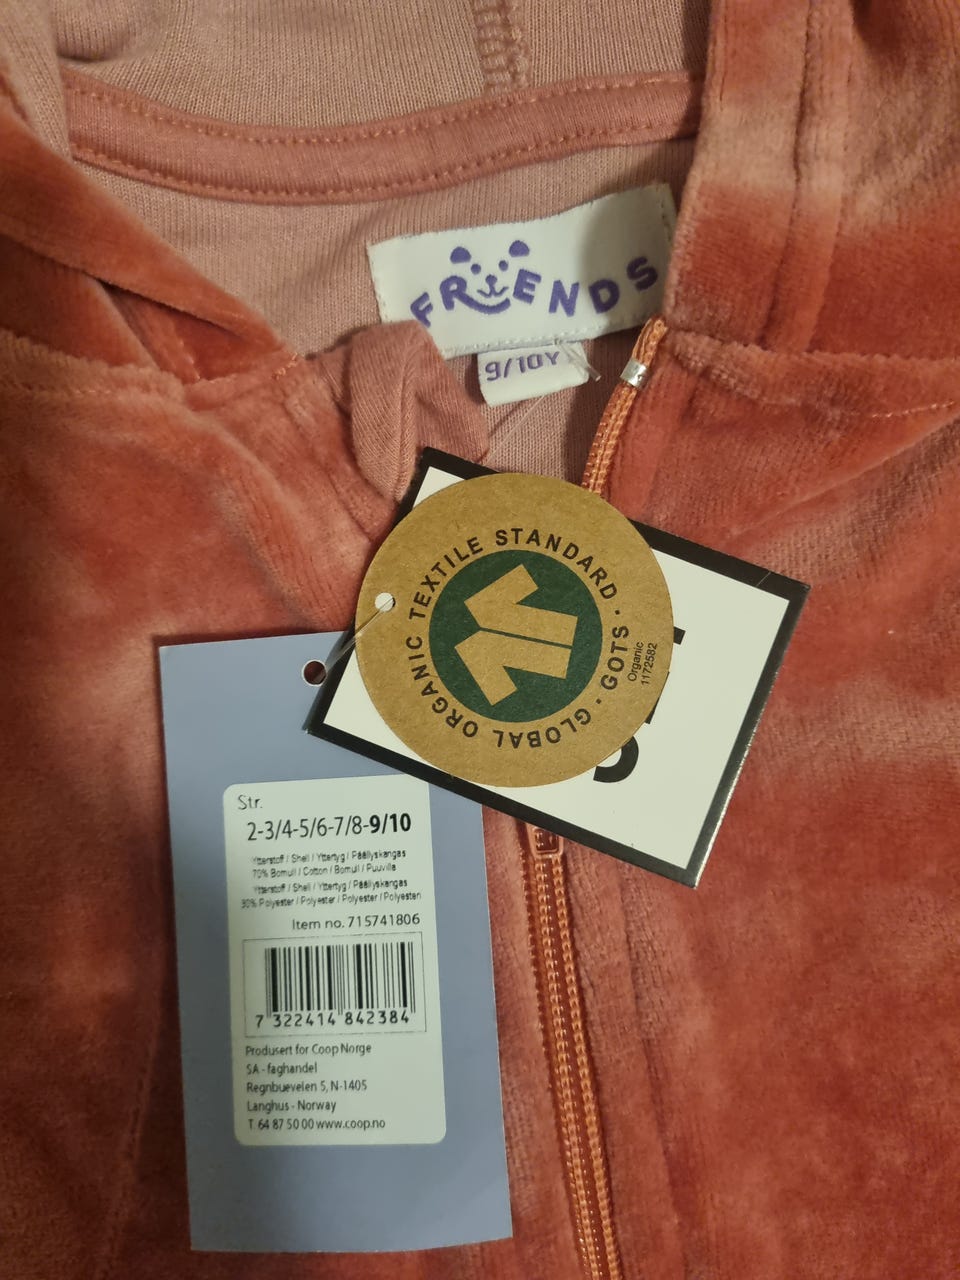 FRIENDS
9/10Y
GLOBAL ORGANIC TEXTILE STANDARD · GOTS ·
Organic
1172582
Str.
2-3/4-5/6-7/8-9/10
Ytterstoff / Shell / Yttertyg / Päällyskangas
70% Bomull / Cotton / Bomull / Puuvilla
Ytterstoff / Shell / Yttertyg / Päällyskangas
30% Polyester / Polyester / Polyester / Polyesteri
Item no. 715741806
7 322414 842384
Produsert for Coop Norge
SA - faghandel
Regnbueveien 5, N-1405
Langhus - Norway
T. 64 87 50 00 www.coop.no